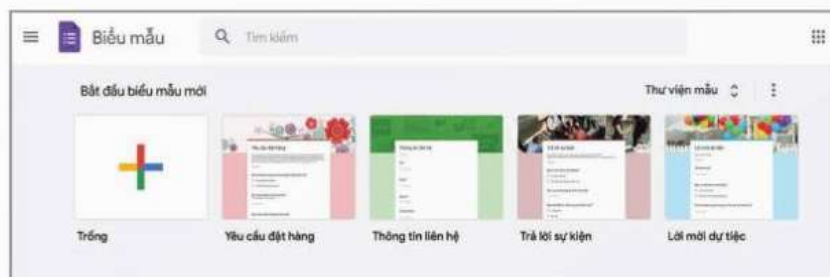 Biểu mẫu
Tìm kiếm
Bắt đầu biểu mẫu mới
Thư viện mẫu
Trống
Yêu cầu đặt hàng
Thông tin liên hệ
Trả lời sự kiện
Lời mời dự tiệc